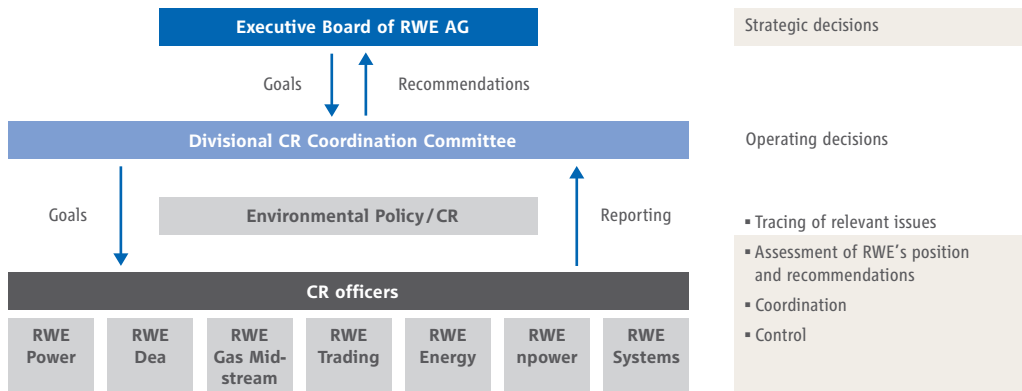 Executive Board of RWE AG
Strategic decisions
Goals
Recommendations
Divisional CR Coordination Committee
Operating decisions
Goals
Environmental Policy/CR
Reporting
▪ Tracing of relevant issues
▪ Assessment of RWE's position
and recommendations
▪ Coordination
▪ Control
CR officers
RWE
Power
RWE
Dea
RWE
Gas Mid-
stream
RWE
Trading
RWE
Energy
RWE
npower
RWE
Systems